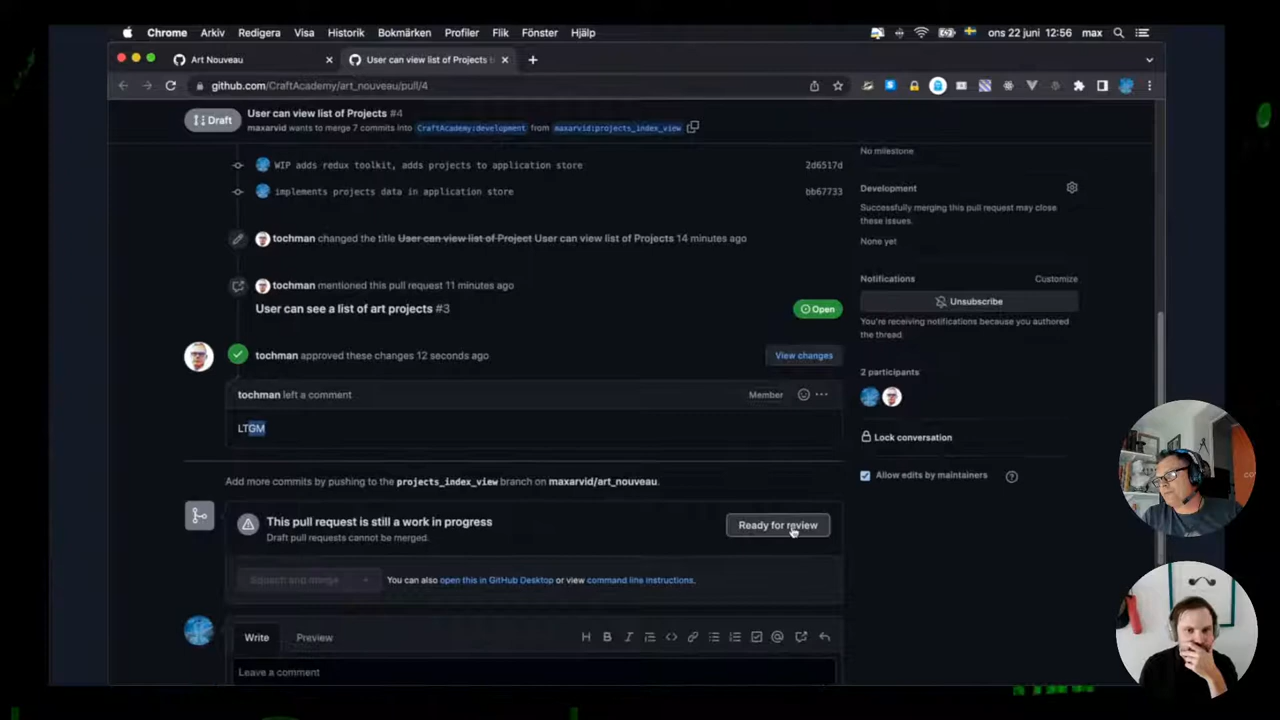 Chrome Arkiv Redigera Visa Historik Bokmärken Profiler Flik Fönster Hjälp ons 22 juni 12:56 max
Art Nouveau
User can view list of Projects
github.com/CraftAcademy/art_nouveau/pull/4
Draft
User can view list of Projects #4
maxarvid wants to merge 7 commits into CraftAcademy:development from maxarvid:projects_index_view
WIP adds redux toolkit, adds projects to application store 2d6517d
implements projects data in application store bb67733
tochman changed the title User can view list of Project User can view list of Projects 14 minutes ago
tochman mentioned this pull request 11 minutes ago
User can see a list of art projects #3
Open
tochman approved these changes 12 seconds ago
View changes
tochman left a comment
Member
LTGM
Add more commits by pushing to the projects_index_view branch on maxarvid/art_nouveau.
This pull request is still a work in progress
Draft pull requests cannot be merged.
Ready for review
Squash and merge
You can also open this in GitHub Desktop or view command line instructions.
Write Preview
Leave a comment
No milestone
Development
Successfully merging this pull request may close
these issues.
None yet
Notifications
Customize
Unsubscribe
You're receiving notifications because you authored
the thread.
2 participants
Lock conversation
Allow edits by maintainers